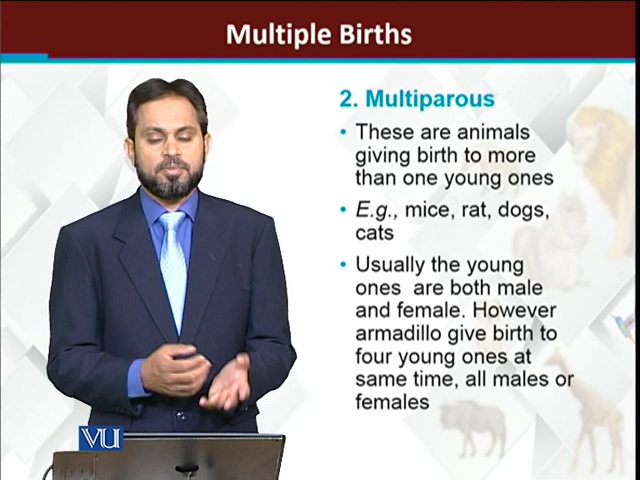 Multiple Births
2. Multiparous
• These are animals
giving birth to more
than one young ones
• E.g., mice, rat, dogs,
cats
• Usually the young
ones are both male
and female. However
armadillo give birth to
four young ones at
same time, all males or
females
VU